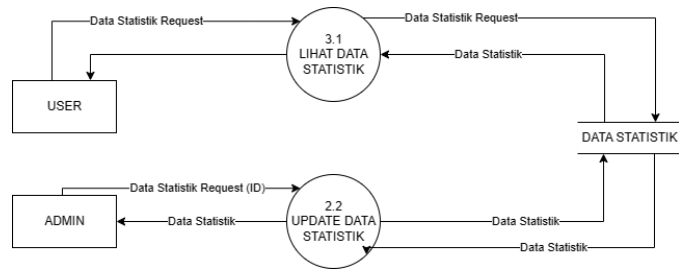 Data Statistik Request
Data Statistik Request
3.1
LIHAT DATA
STATISTIK
Data Statistik
USER
DATA STATISTIK
Data Statistik Request (ID)
2.2
UPDATE DATA
STATISTIK
ADMIN
Data Statistik
Data Statistik
Data Statistik